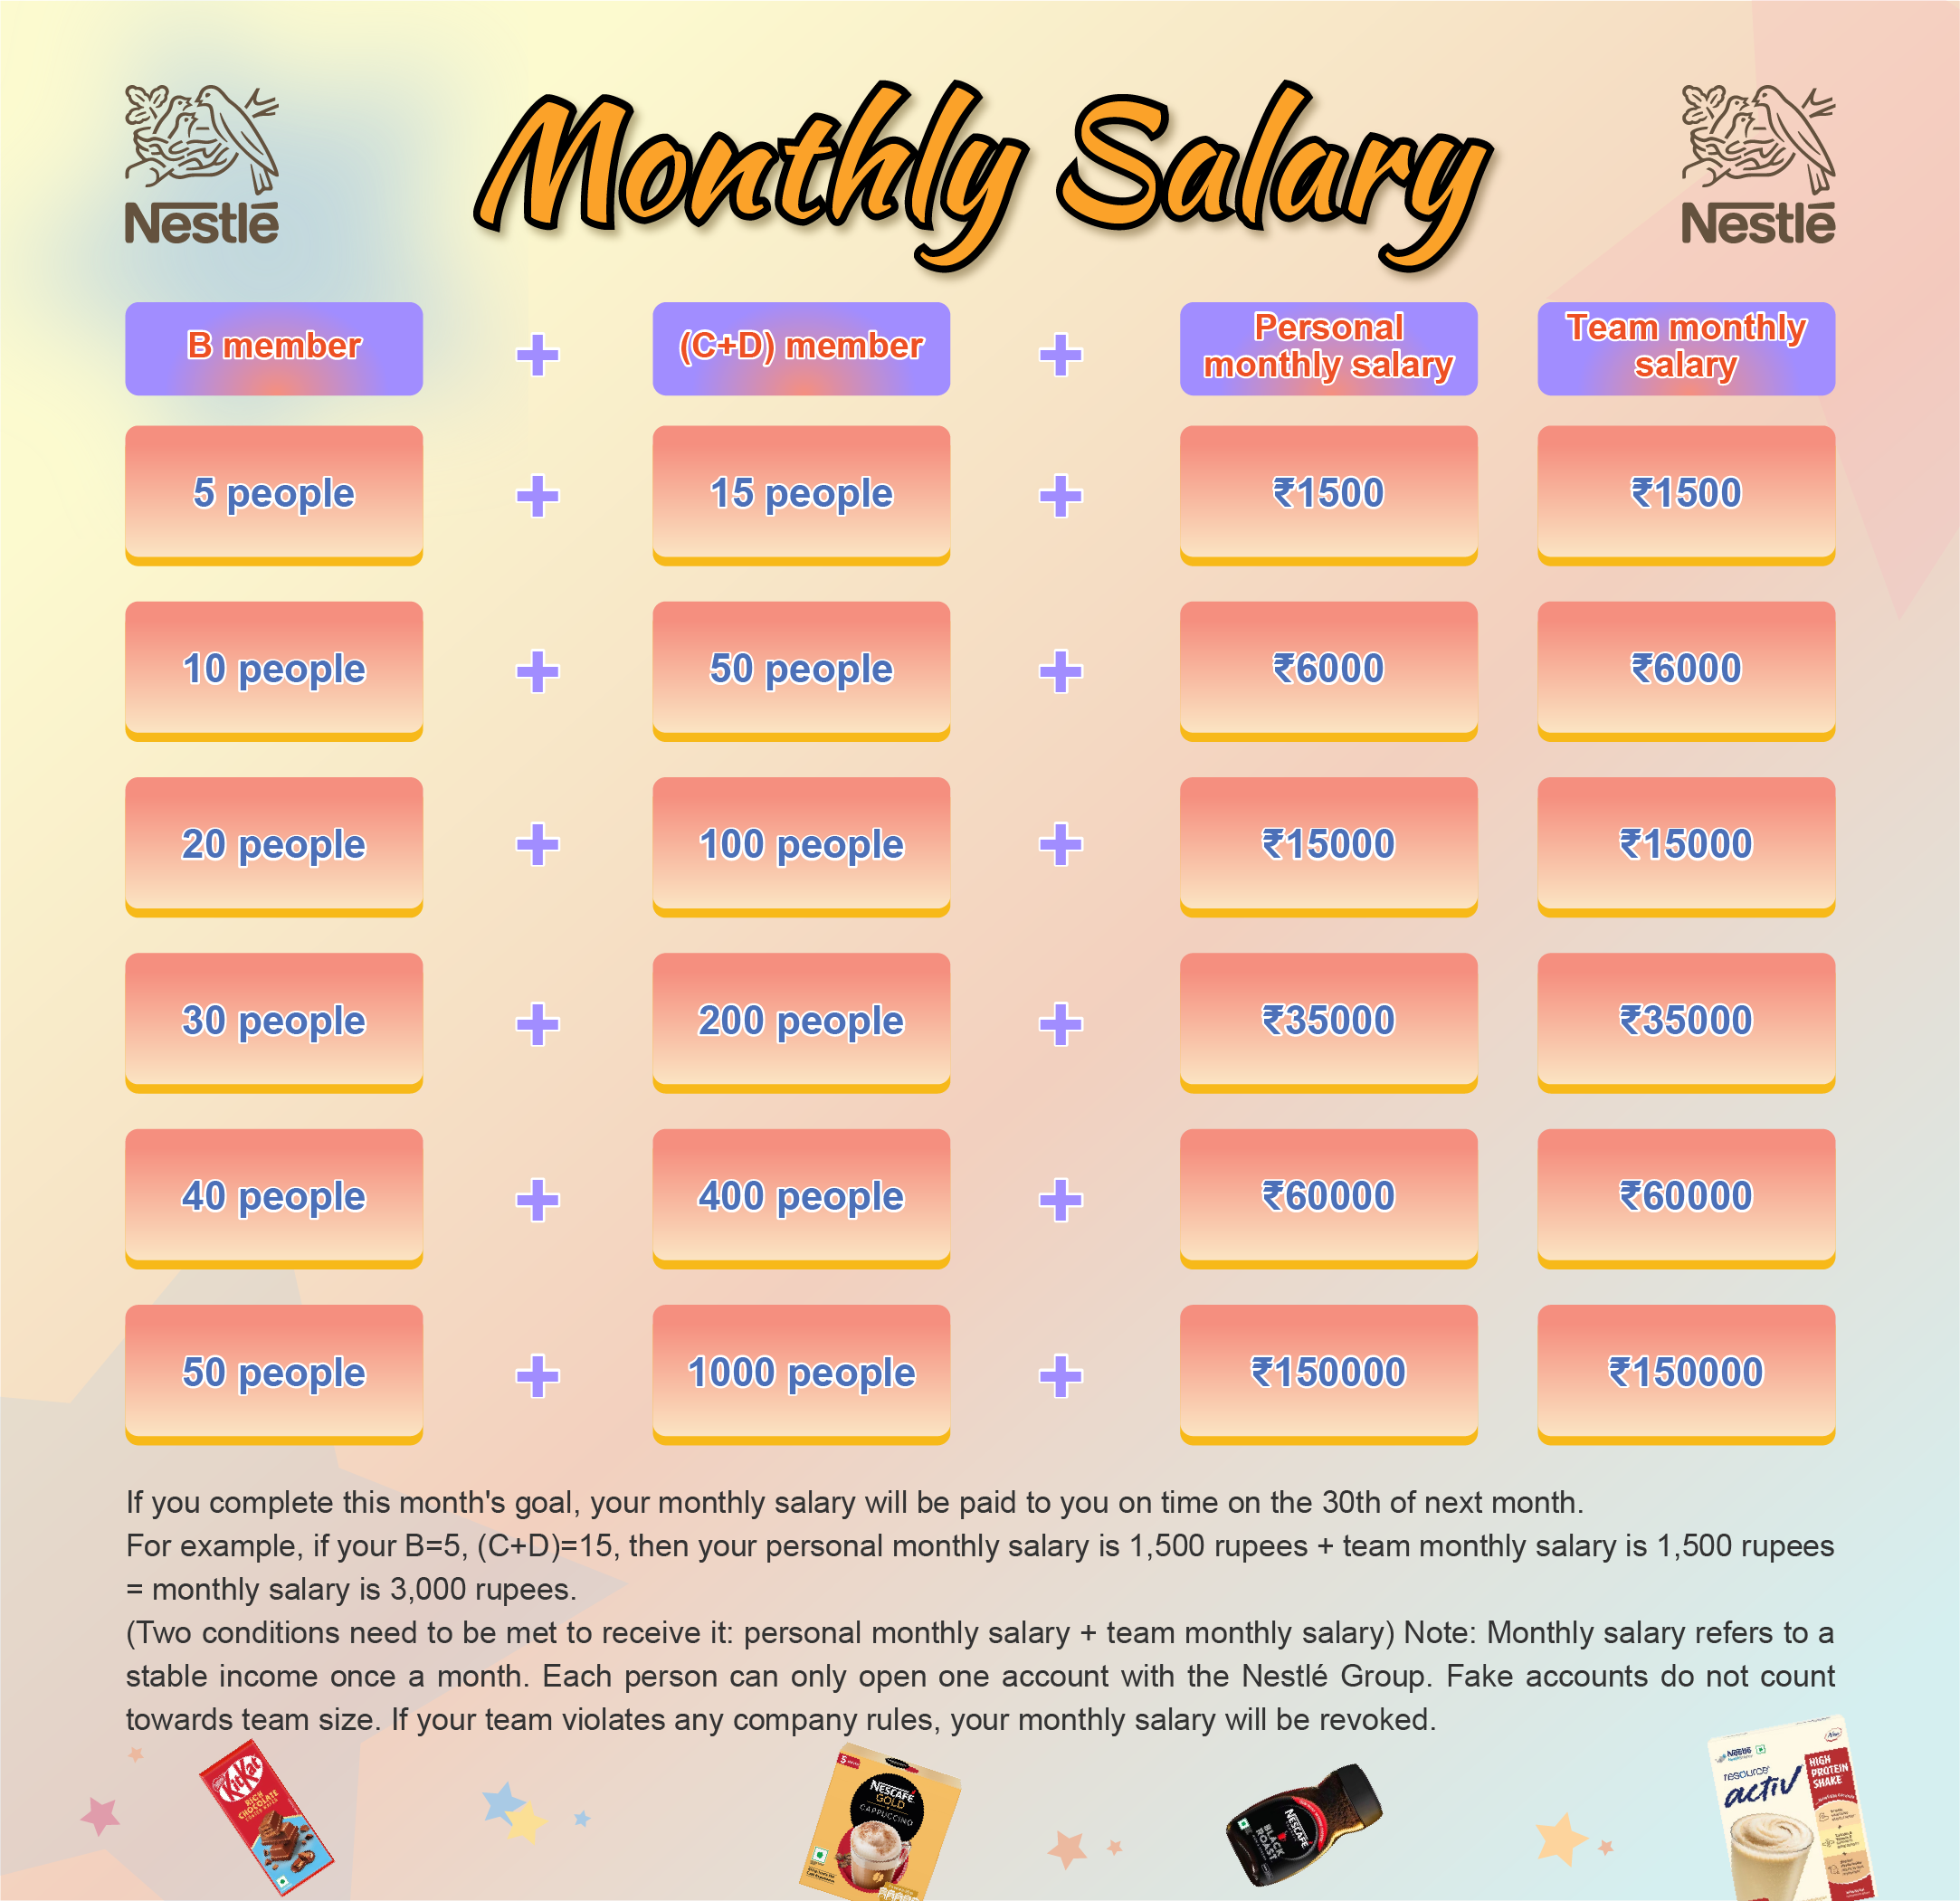 Nestlé
Monthly Salary
Nestlé
B member + (C+D) member + Personal monthly salary Team monthly salary
5 people + 15 people + ₹1500 ₹1500
10 people + 50 people + ₹6000 ₹6000
20 people + 100 people + ₹15000 ₹15000
30 people + 200 people + ₹35000 ₹35000
40 people + 400 people + ₹60000 ₹60000
50 people + 1000 people + ₹150000 ₹150000
If you complete this month's goal, your monthly salary will be paid to you on time on the 30th of next month.
For example, if your B=5, (C+D)=15, then your personal monthly salary is 1,500 rupees + team monthly salary is 1,500 rupees
= monthly salary is 3,000 rupees.
(Two conditions need to be met to receive it: personal monthly salary + team monthly salary) Note: Monthly salary refers to a
stable income once a month. Each person can only open one account with the Nestlé Group. Fake accounts do not count
towards team size. If your team violates any company rules, your monthly salary will be revoked.
KitKat
RICH
CHOCOLATE
NESCAFÉ
GOLD
CAPPUCCINO
NESCAFÉ
BLACK
ROAST
Nestlé
resource
activ
HIGH
PROTEIN
SHAKE